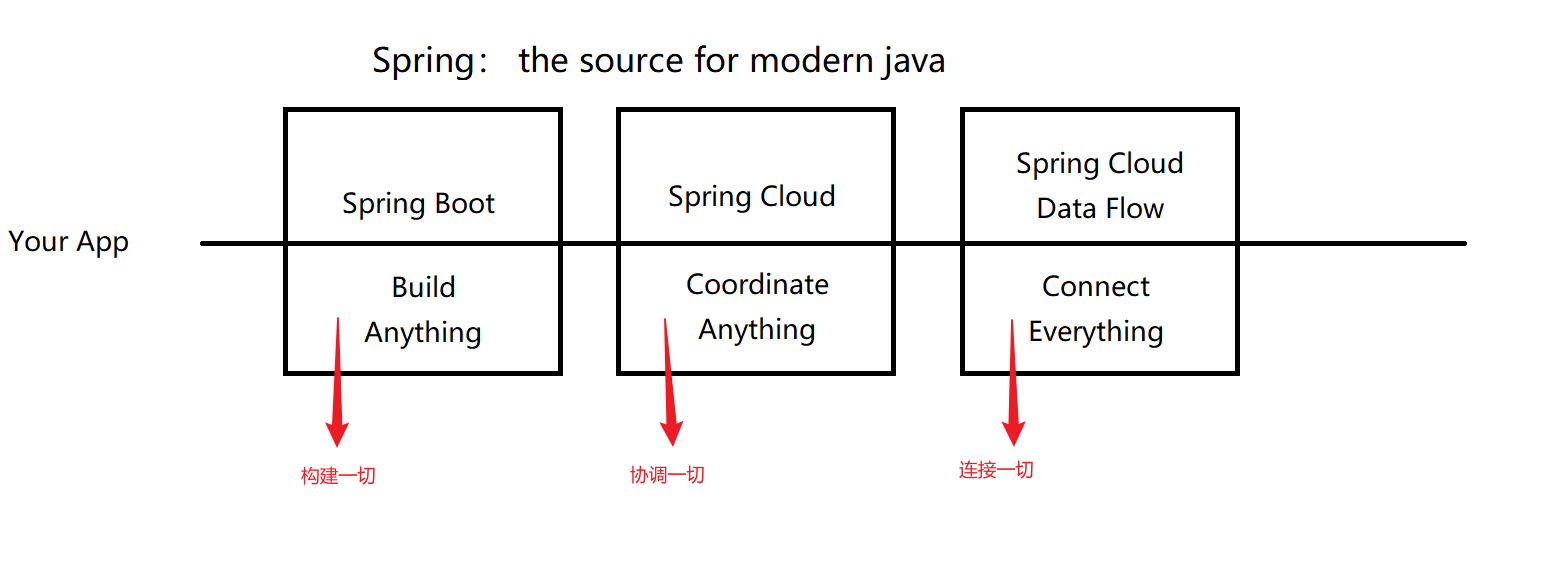 Spring： the source for modern java
Your App
Spring Boot
Build
Anything
构建一切
Spring Cloud
Coordinate
Anything
协调一切
Spring Cloud
Data Flow
Connect
Everything
连接一切